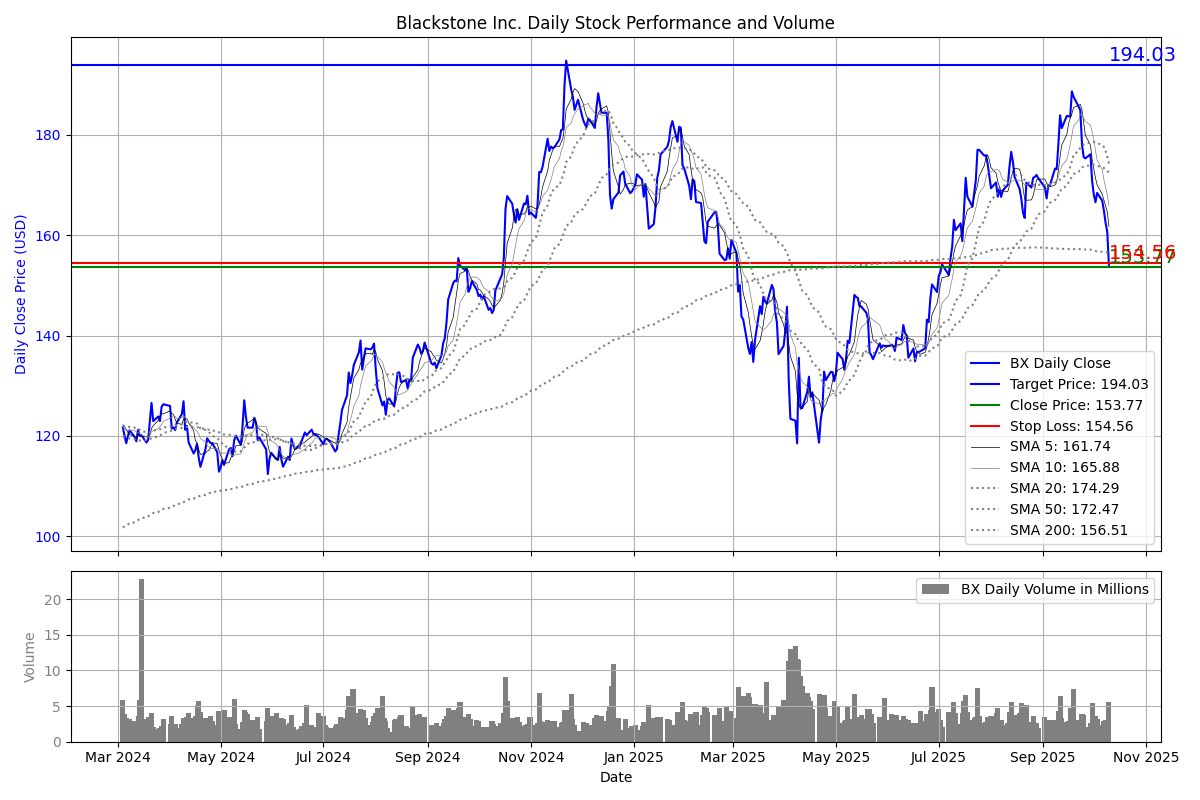 Blackstone Inc. Daily Stock Performance and Volume
194.03
180
160
140
120
100
Daily Close Price (USD)
154.56
153.77
BX Daily Close
Target Price: 194.03
Close Price: 153.77
Stop Loss: 154.56
SMA 5: 161.74
SMA 10: 165.88
SMA 20: 174.29
SMA 50: 172.47
SMA 200: 156.51
BX Daily Volume in Millions
20
15
10
5
0
Volume
Mar 2024 May 2024 Jul 2024 Sep 2024 Nov 2024 Jan 2025 Mar 2025 May 2025 Jul 2025 Sep 2025 Nov 2025
Date